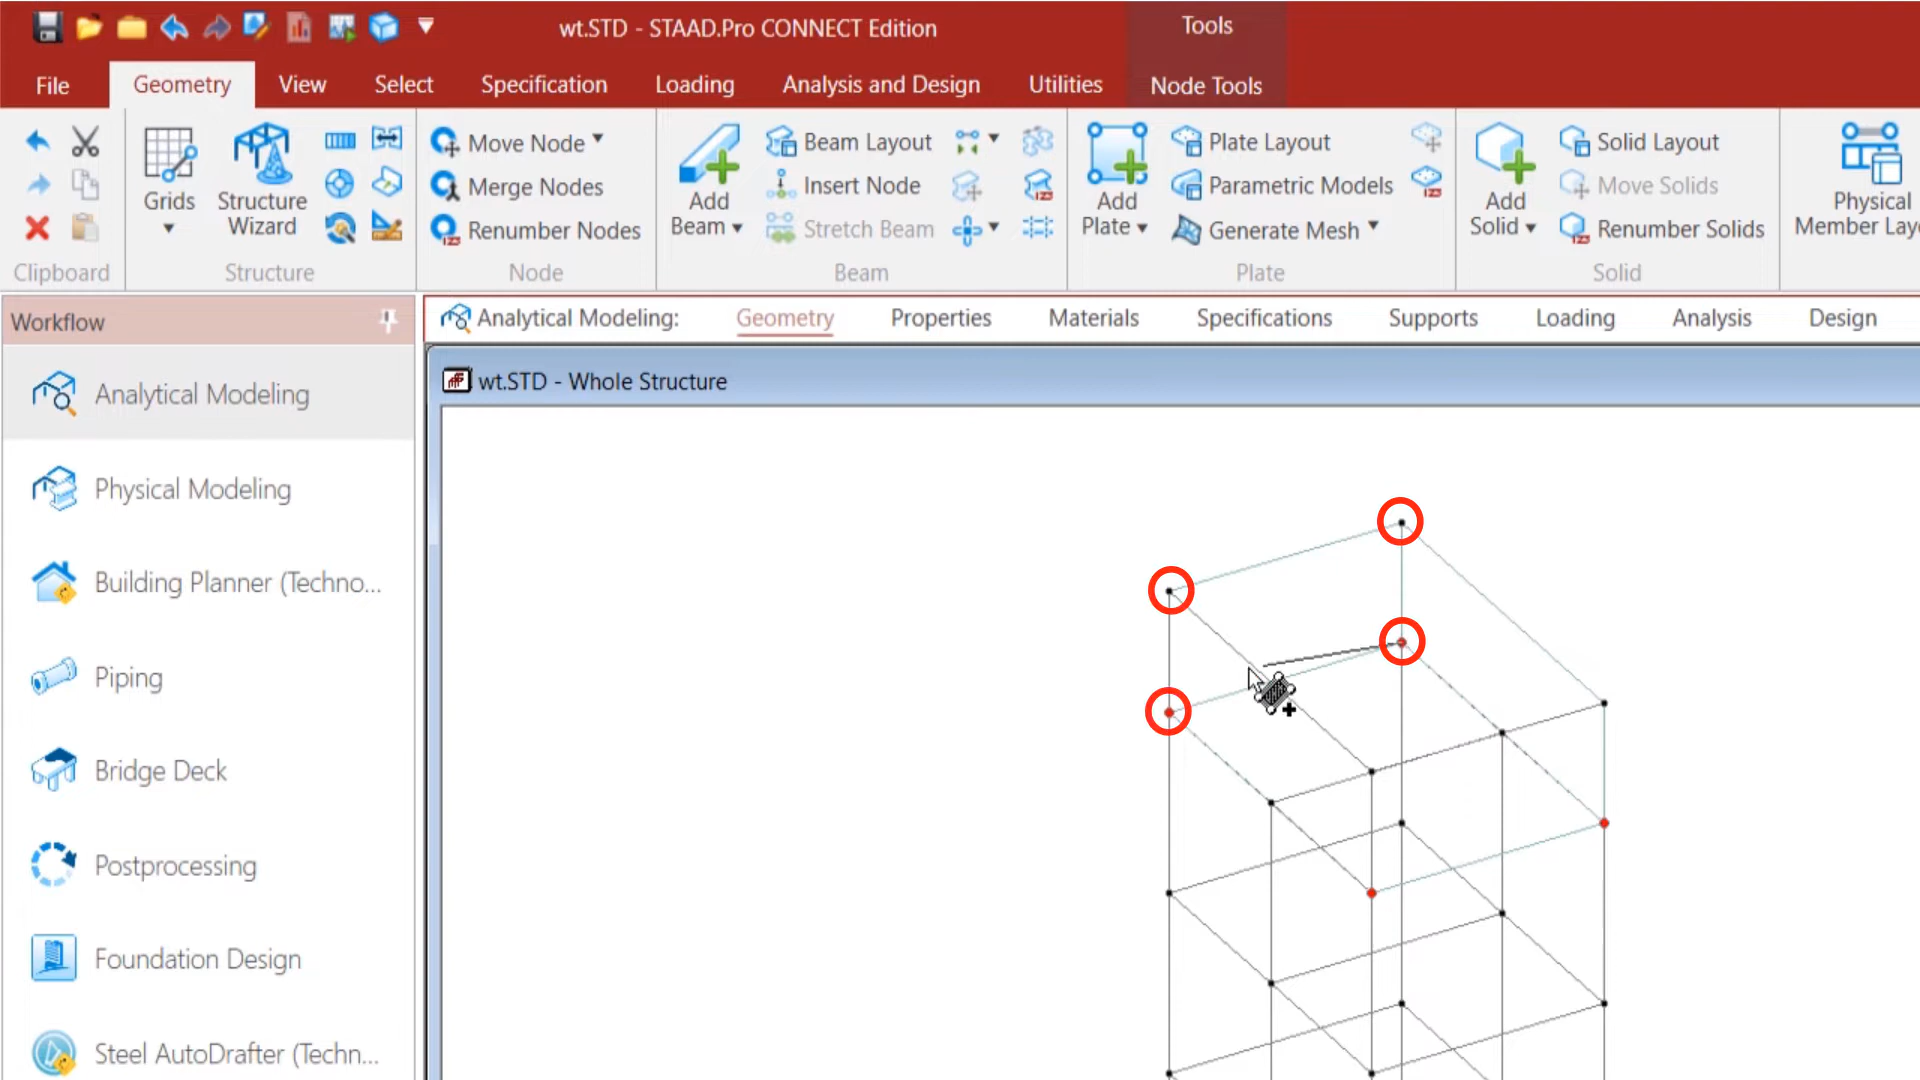 wt.STD - STAAD.Pro CONNECT Edition
Tools
File
Geometry
View
Select
Specification
Loading
Analysis and Design
Utilities
Node Tools
Grids
Structure
Wizard
Move Node
Merge Nodes
Renumber Nodes
Add
Beam
Beam Layout
Insert Node
Stretch Beam
Add
Plate
Plate Layout
Parametric Models
Generate Mesh
Add
Solid
Solid Layout
Move Solids
Renumber Solids
Physical
Member Lay
Clipboard
Structure
Node
Beam
Plate
Solid
Workflow
Analytical Modeling:
Geometry
Properties
Materials
Specifications
Supports
Loading
Analysis
Design
wt.STD - Whole Structure
Analytical Modeling
Physical Modeling
Building Planner (Techno...
Piping
Bridge Deck
Postprocessing
Foundation Design
Steel AutoDrafter (Techn...